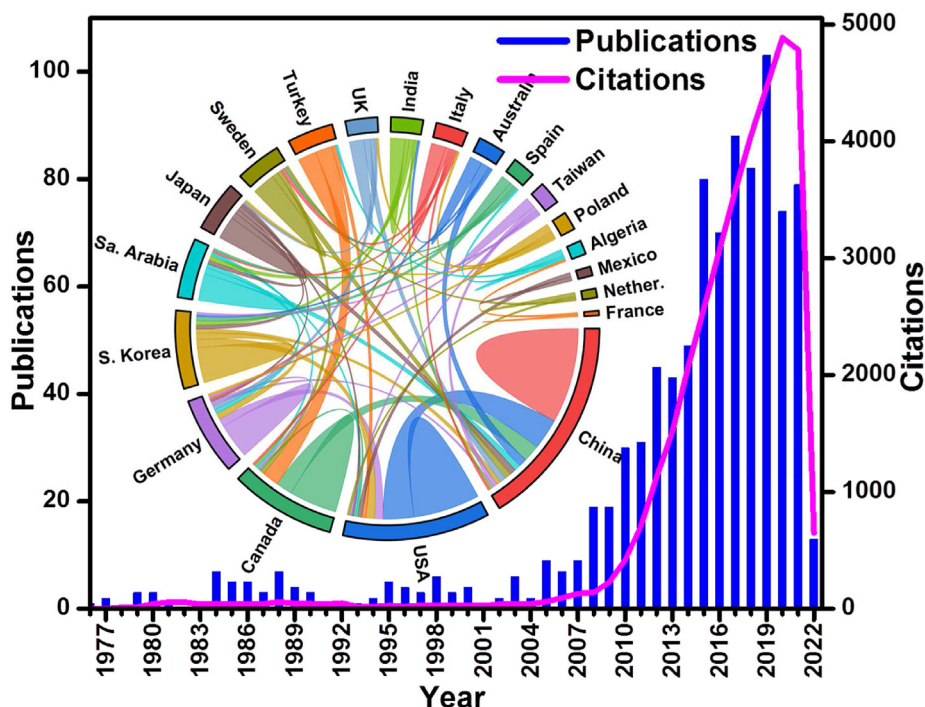 Publications
Citations
Publications
100
80
60
40
20
0
Citations
5000
4000
3000
2000
1000
0
Turkey
UK
India
Italy
Australia
Spain
Taiwan
Poland
Algeria
Mexico
Nether.
France
China
USA
Canada
Germany
S. Korea
Sa. Arabia
Japan
Sweden
1977
1980
1983
1986
1989
1992
1995
1998
2001
2004
2007
2010
2013
2016
2019
2022
Year